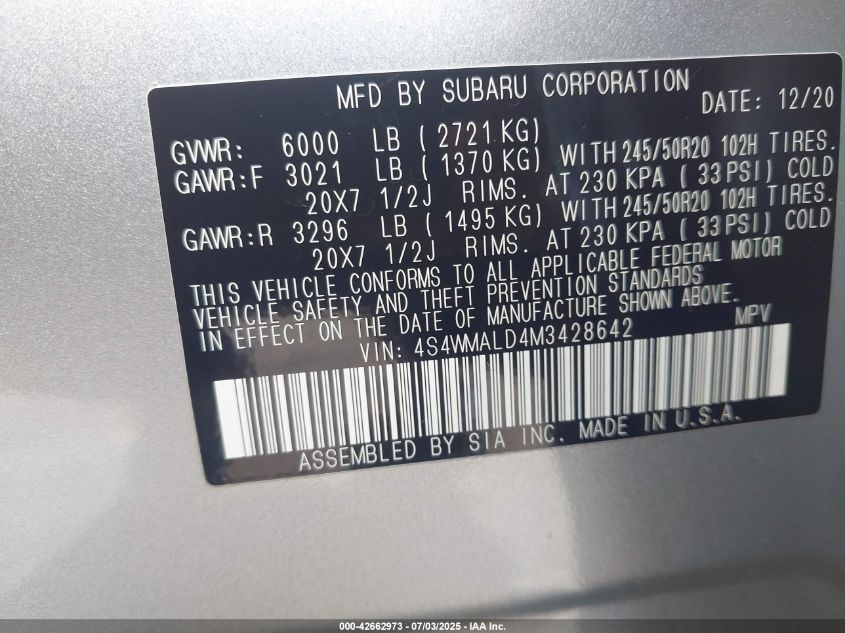 MFD BY SUBARU CORPORATION
DATE: 12/20
GVWR: 6000 LB ( 2721 KG)
GAWR:F 3021 LB ( 1370 KG) WITH 245/50R20 102H TIRES.
20X7 1/2J RIMS. AT 230 KPA ( 33 PSI) COLD
GAWR:R 3296 LB ( 1495 KG) WITH 245/50R20 102H TIRES.
20X7 1/2J RIMS. AT 230 KPA ( 33 PSI) COLD
THIS VEHICLE CONFORMS TO ALL APPLICABLE FEDERAL MOTOR
VEHICLE SAFETY AND THEFT PREVENTION STANDARDS
IN EFFECT ON THE DATE OF MANUFACTURE SHOWN ABOVE.
VIN: 4S4WMALD4M3428642 MPV
ASSEMBLED BY SIA INC. MADE IN U.S.A.
000-42662973 - 07/03/2025 - IAA Inc.